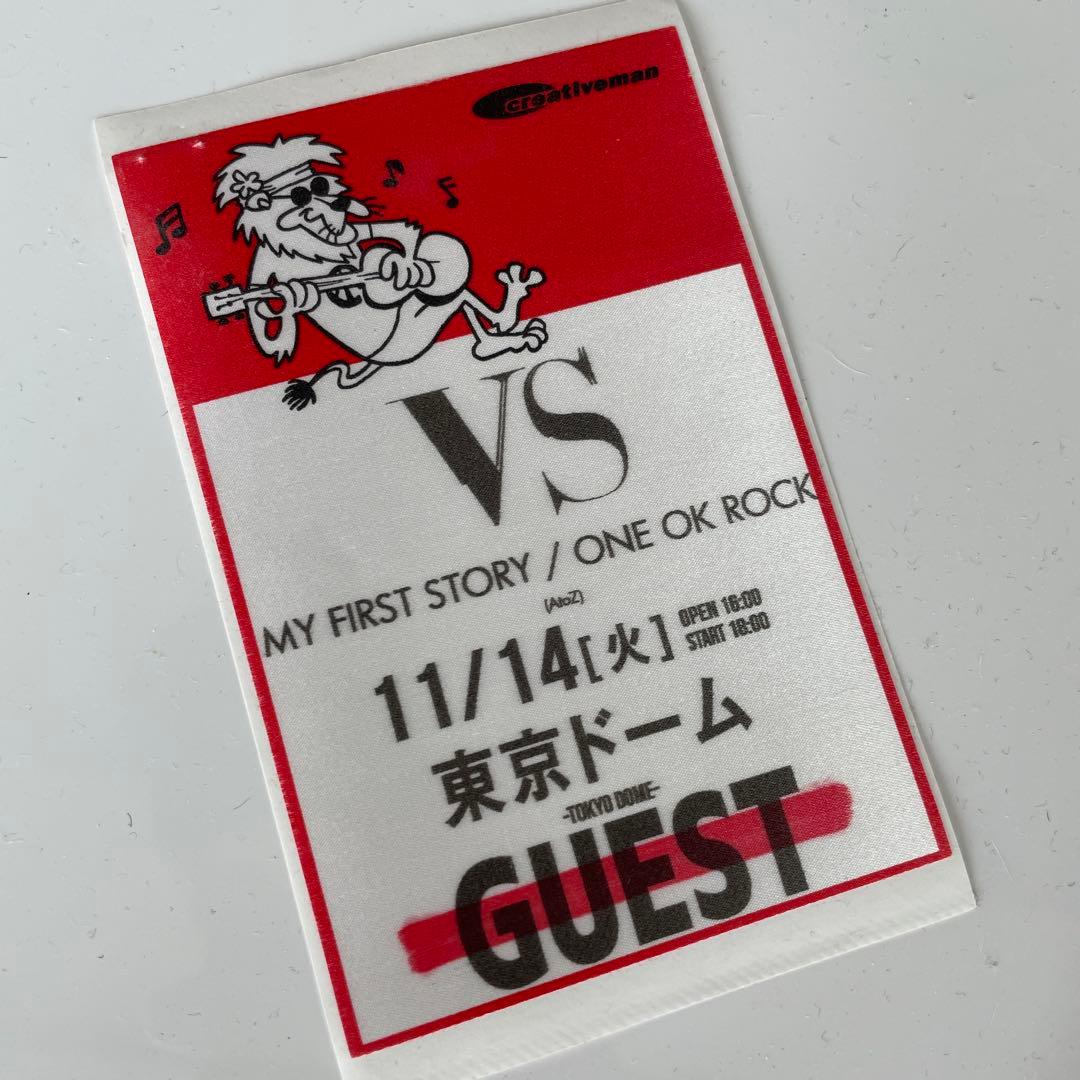 creativeman
VS
MY FIRST STORY / ONE OK ROCK
(AtoZ)
11/14[火] OPEN 16:00
START 18:00
東京ドーム
-TOKYO DOME-
GUEST